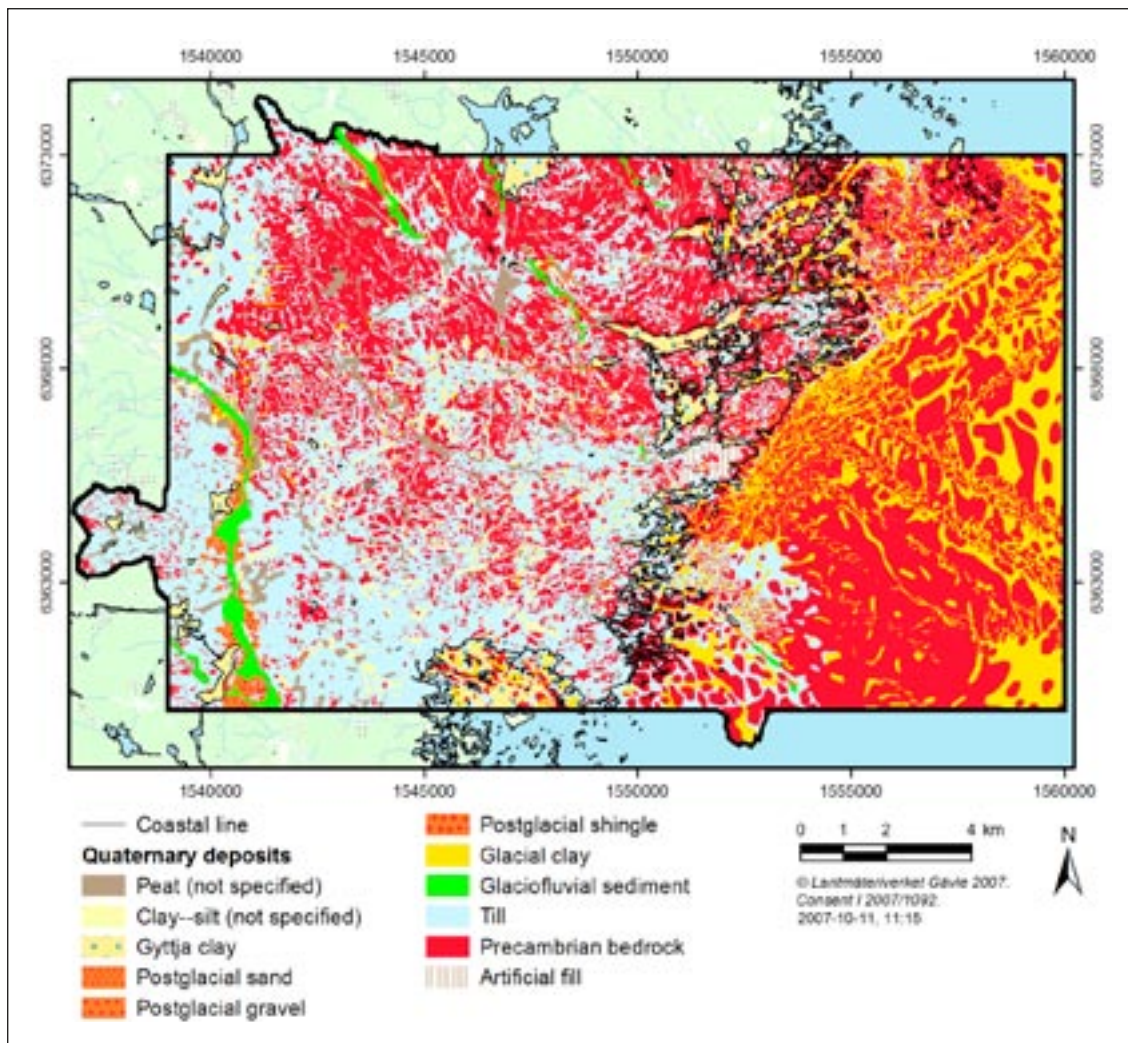 1540000 1545000 1550000 1555000 1560000
6373000 6373000
6368000 6368000
6363000 6363000
1540000 1545000 1550000 1555000 1560000
Coastal line
Quaternary deposits
Peat (not specified)
Clay--silt (not specified)
Gyttja clay
Postglacial sand
Postglacial gravel
Postglacial shingle
Glacial clay
Glaciofluvial sediment
Till
Precambrian bedrock
Artificial fill
0 1 2 4 km
N
© Lantmäteriverket Gävle 2007.
Consent I 2007/1092.
2007-10-11, 11:15